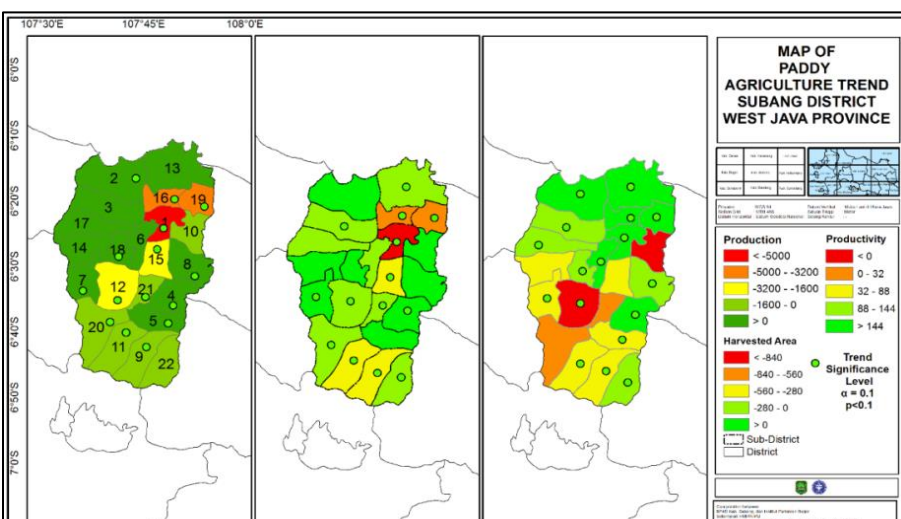 107°30'E 107°45'E 108°0'E
6°0'S
6°10'S
6°20'S
6°30'S
6°40'S
6°50'S
7°0'S
13
2
16
19
3
1
10
17
6
14
18
15
8
7
12
21
4
20
5
11
9
22
MAP OF
PADDY
AGRICULTURE TREND
SUBANG DISTRICT
WEST JAVA PROVINCE
Production
< -5000
-5000 - -3200
-3200 - -1600
-1600 - 0
> 0
Productivity
< 0
0 - 32
32 - 88
88 - 144
> 144
Harvested Area
< -840
-840 - -560
-560 - -280
-280 - 0
> 0
Trend
Significance
Level
α = 0.1
p<0.1
Sub-District
District